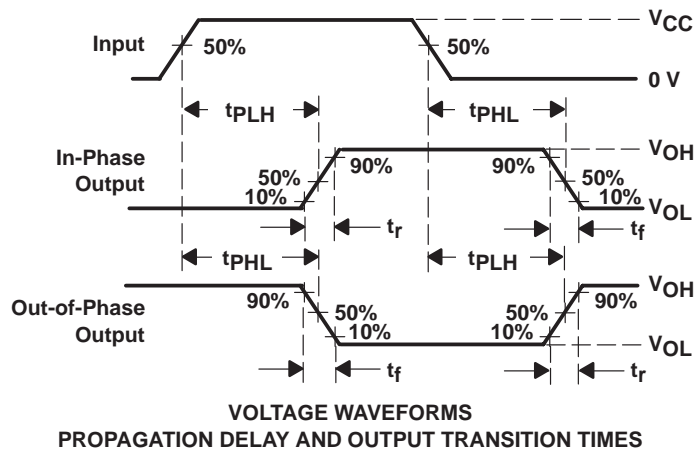 VCC
Input 50% 50%
0 V
tPLH tPHL
In-Phase Output 90% 90% VOH
50% 50%
10% 10% VOL
tr tf
tPHL tPLH
Out-of-Phase Output 90% 90% VOH
50% 50%
10% 10% VOL
tf tr
VOLTAGE WAVEFORMS
PROPAGATION DELAY AND OUTPUT TRANSITION TIMES